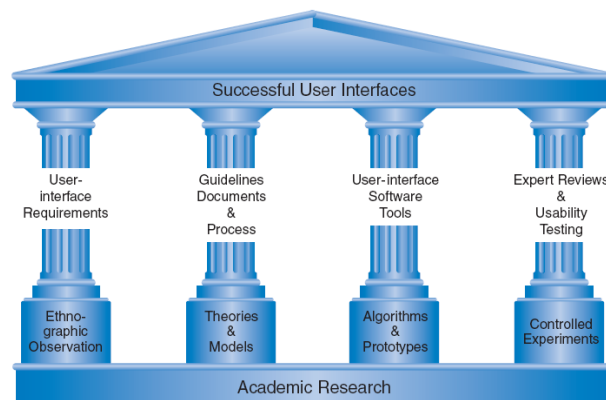 Successful User Interfaces
User-
interface
Requirements
Guidelines
Documents
&
Process
User-interface
Software
Tools
Expert Reviews
&
Usability
Testing
Ethno-
graphic
Observation
Theories
&
Models
Algorithms
&
Prototypes
Controlled
Experiments
Academic Research